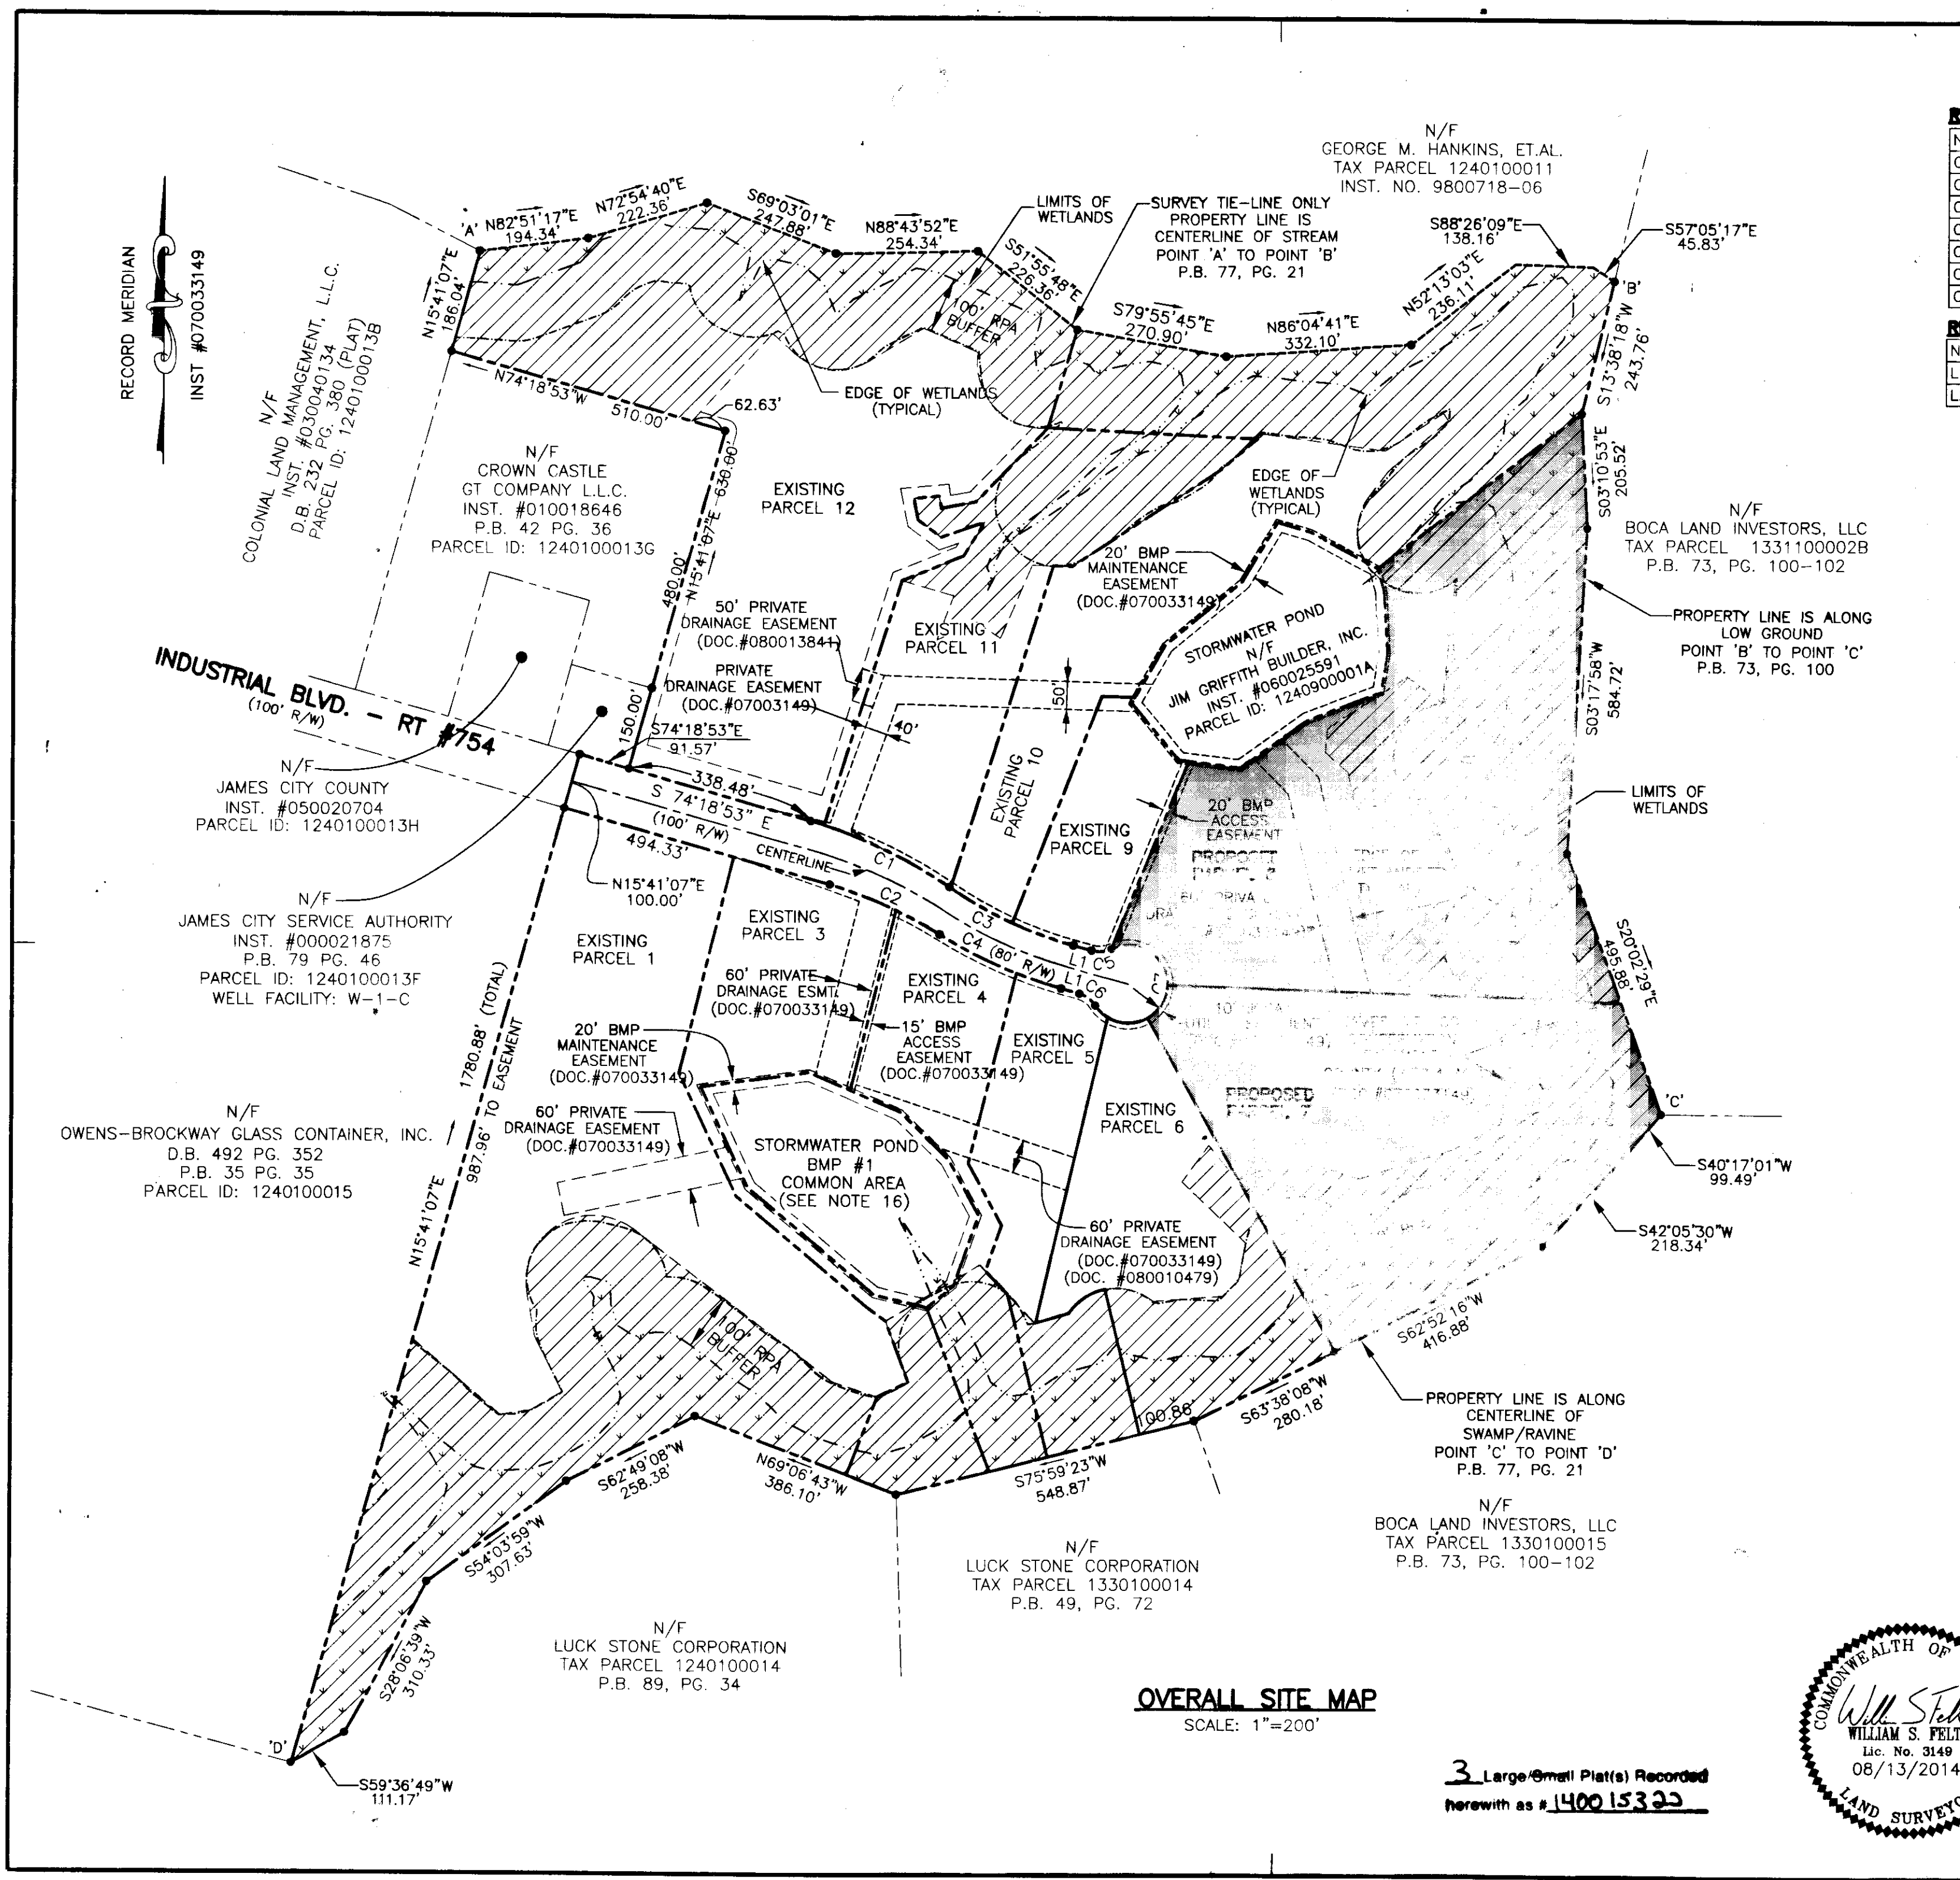 RECORD MERIDIAN
INST #070033149
N/F
COLONIAL LAND MANAGEMENT, L.L.C.
INST. #030040134
D.B. 232 PG. 380 (PLAT)
PARCEL ID: 1240100013B
'A'
N82°51'17"E
194.34'
N72°54'40"E
222.36'
S69°03'01"E
247.88'
N88°43'52"E
254.34'
S51°55'48"E
226.36'
S79°55'45"E
270.90'
N86°04'41"E
332.10'
N52°13'03"E
236.11'
S88°26'09"E
138.16'
S57°05'17"E
45.83'
'B'
LIMITS OF
WETLANDS
SURVEY TIE-LINE ONLY
PROPERTY LINE IS
CENTERLINE OF STREAM
POINT 'A' TO POINT 'B'
P.B. 77, PG. 21
N/F
GEORGE M. HANKINS, ET.AL.
TAX PARCEL 1240100011
INST. NO. 9800718-06
N15°41'07"E
186.04'
N74°18'53"W
510.00'
62.63'
100' RPA
BUFFER
EDGE OF WETLANDS
(TYPICAL)
S13°38'18"W
243.76'
S03°10'53"E
205.52'
N/F
CROWN CASTLE
GT COMPANY L.L.C.
INST. #010018646
P.B. 42 PG. 36
PARCEL ID: 1240100013G
N15°41'07"E 630.00'
480.00'
150.00'
EXISTING
PARCEL 12
EDGE OF
WETLANDS
(TYPICAL)
N/F
BOCA LAND INVESTORS, LLC
TAX PARCEL 1331100002B
P.B. 73, PG. 100-102
20' BMP
MAINTENANCE
EASEMENT
(DOC.#070033149)
50' PRIVATE
DRAINAGE EASEMENT
(DOC.#080013841)
EXISTING
PARCEL 11
STORMWATER POND
N/F
JIM GRIFFITH BUILDER, INC.
INST. #060025591
PARCEL ID: 1240900001A
PROPERTY LINE IS ALONG
LOW GROUND
POINT 'B' TO POINT 'C'
P.B. 73, PG. 100
PRIVATE
DRAINAGE EASEMENT
(DOC.#07003149)
50'
40'
S03°17'58"W
584.72'
INDUSTRIAL BLVD. - RT #754
(100' R/W)
S74°18'53"E
91.57'
338.48'
S 74°18'53" E
(100' R/W)
494.33'
CENTERLINE
C1
C2
C3
C4
(80' R/W)
L1
C5
L1
C6
EXISTING
PARCEL 10
EXISTING
PARCEL 9
20' BMP
ACCESS
EASEMENT
LIMITS OF
WETLANDS
N/F
JAMES CITY COUNTY
INST. #050020704
PARCEL ID: 1240100013H
N15°41'07"E
100.00'
N/F
JAMES CITY SERVICE AUTHORITY
INST. #000021875
P.B. 79 PG. 46
PARCEL ID: 1240100013F
WELL FACILITY: W-1-C
EXISTING
PARCEL 1
EXISTING
PARCEL 3
60' PRIVATE
DRAINAGE ESMT.
(DOC.#070033149)
EXISTING
PARCEL 4
15' BMP
ACCESS
EASEMENT
(DOC.#070033149)
EXISTING
PARCEL 5
S20°02'29"E
495.88'
20' BMP
MAINTENANCE
EASEMENT
(DOC.#070033149)
60' PRIVATE
DRAINAGE EASEMENT
(DOC.#070033149)
PROPOSED
EXISTING
PARCEL 6
'C'
N15°41'07"E
1780.88' (TOTAL)
987.96' TO EASEMENT
N/F
OWENS-BROCKWAY GLASS CONTAINER, INC.
D.B. 492 PG. 352
P.B. 35 PG. 35
PARCEL ID: 1240100015
STORMWATER POND
BMP #1
COMMON AREA
(SEE NOTE 16)
S40°17'01"W
99.49'
60' PRIVATE
DRAINAGE EASEMENT
(DOC.#070033149)
(DOC. #080010479)
S42°05'30"W
218.34'
100' RPA
BUFFER
S62°52'16"W
416.88'
100.86'
S63°38'08"W
280.18'
PROPERTY LINE IS ALONG
CENTERLINE OF
SWAMP/RAVINE
POINT 'C' TO POINT 'D'
P.B. 77, PG. 21
S75°59'23"W
548.87'
N69°06'43"W
386.10'
S62°49'08"W
258.38'
S54°03'59"W
307.63'
S28°06'39"W
310.33'
'D'
S59°36'49"W
111.17'
N/F
LUCK STONE CORPORATION
TAX PARCEL 1240100014
P.B. 89, PG. 34
N/F
LUCK STONE CORPORATION
TAX PARCEL 1330100014
P.B. 49, PG. 72
N/F
BOCA LAND INVESTORS, LLC
TAX PARCEL 1330100015
P.B. 73, PG. 100-102
OVERALL SITE MAP
SCALE: 1"=200'
3 Large/Small Plat(s) Recorded
herewith as # 140015322
COMMONWEALTH OF
WILLIAM S. FELT
Lic. No. 3149
08/13/2014
LAND SURVEYO